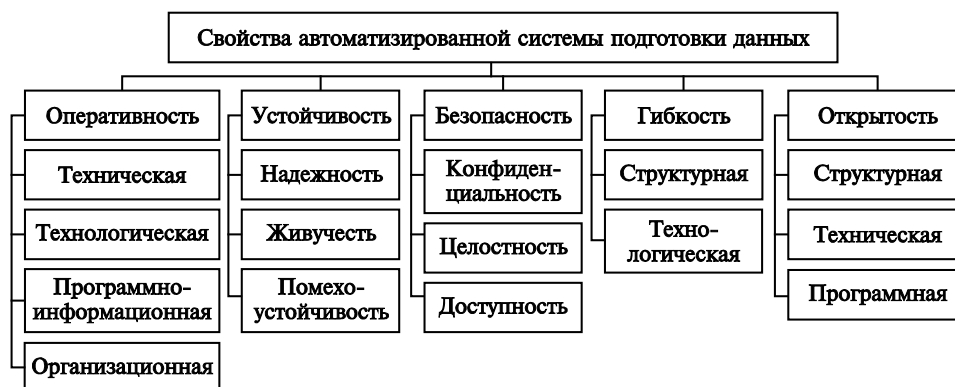 Свойства автоматизированной системы подготовки данных
Оперативность
Техническая
Технологическая
Программно-
информационная
Организационная
Устойчивость
Надежность
Живучесть
Помехо-
устойчивость
Безопасность
Конфиден-
циальность
Целостность
Доступность
Гибкость
Структурная
Техно-
логическая
Открытость
Структурная
Техническая
Программная